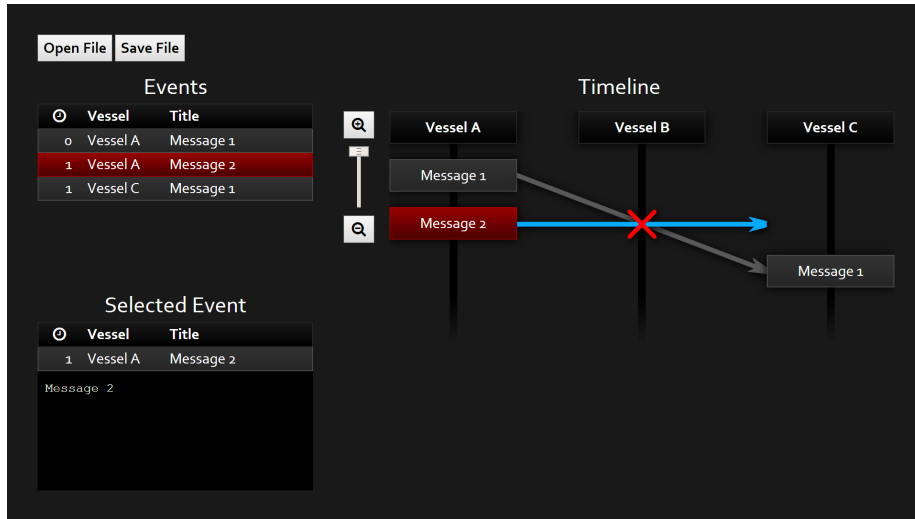 Open File Save File
Events
Vessel Title
0 Vessel A Message 1
1 Vessel A Message 2
1 Vessel C Message 1
Selected Event
Vessel Title
1 Vessel A Message 2
Message 2
Timeline
Vessel A Vessel B Vessel C
Message 1
Message 2
Message 1